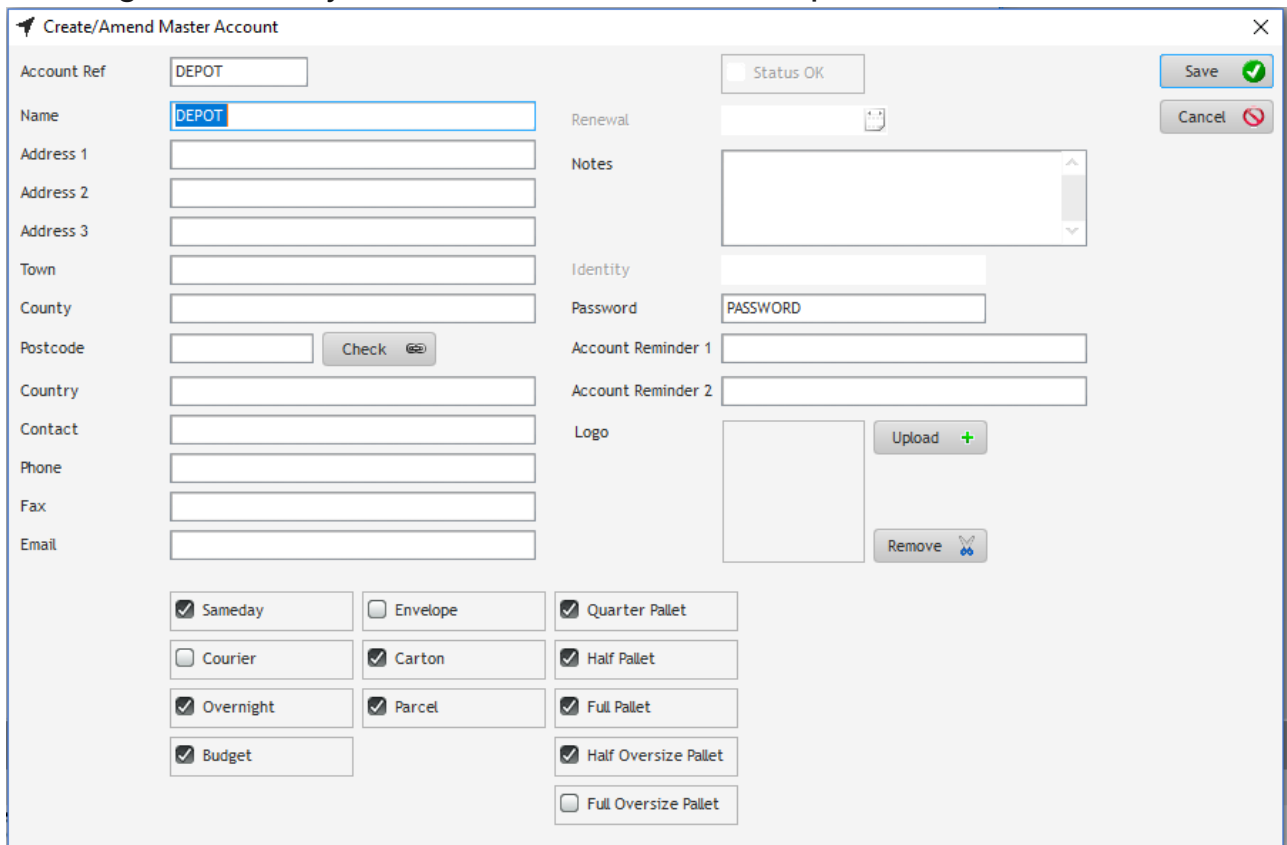 Create/Amend Master Account
Account Ref DEPOT Status OK Save
Name DEPOT Renewal Cancel
Address 1 Notes
Address 2
Address 3
Town Identity
County Password PASSWORD
Postcode Check Account Reminder 1
Country Account Reminder 2
Contact Logo Upload
Phone
Fax
Email Remove
Sameday Envelope Quarter Pallet
Courier Carton Half Pallet
Overnight Parcel Full Pallet
Budget Half Oversize Pallet
Full Oversize Pallet